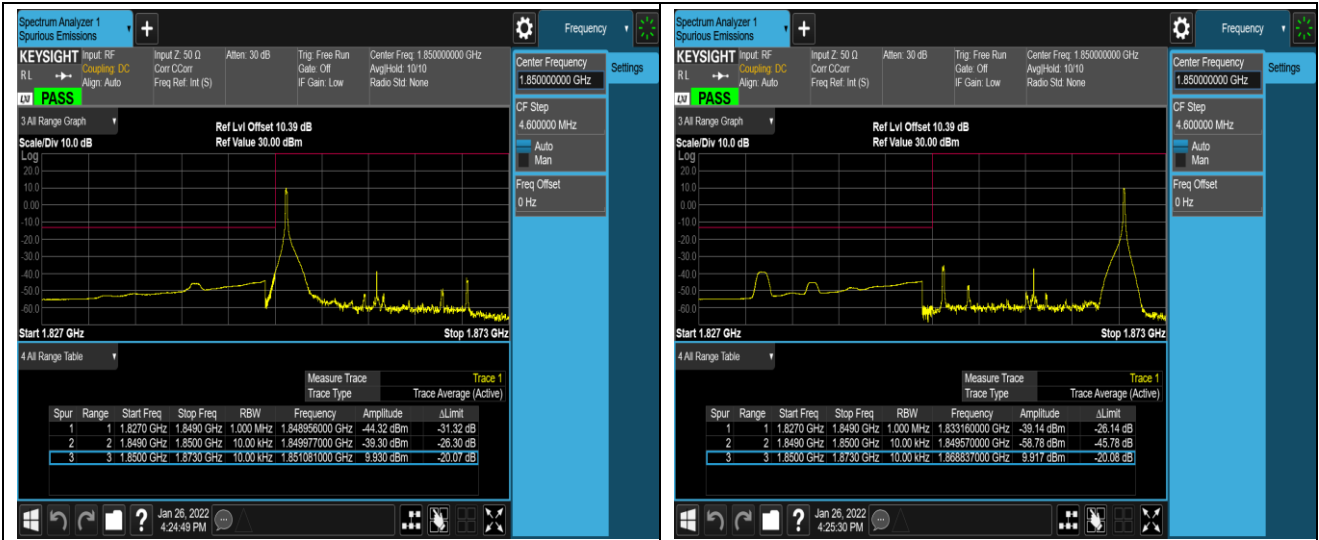 Spectrum Analyzer 1
Spurious Emissions
Frequency
KEYSIGHT Input: RF Input Z: 50 Ω Atten: 30 dB Trig: Free Run Center Freq: 1.850000000 GHz
Coupling: DC Corr CCorr Gate: Off Avg|Hold: 10/10
RL Align: Auto Freq Ref: Int (S) IF Gain: Low Radio Std: None
PASS
Center Frequency
1.850000000 GHz
Settings
CF Step
4.600000 MHz
Auto
Man
Freq Offset
0 Hz
3 All Range Graph
Ref Lvl Offset 10.39 dB
Scale/Div 10.0 dB Ref Value 30.00 dBm
Log
20.0
10.0
0.00
-10.0
-20.0
-30.0
-40.0
-50.0
-60.0
Start 1.827 GHz Stop 1.873 GHz
4 All Range Table
Measure Trace Trace 1
Trace Type Trace Average (Active)
Spur Range Start Freq Stop Freq RBW Frequency Amplitude ΔLimit
1 1 1.8270 GHz 1.8490 GHz 1.000 MHz 1.848956000 GHz -44.32 dBm -31.32 dB
2 2 1.8490 GHz 1.8500 GHz 10.00 kHz 1.849977000 GHz -39.30 dBm -26.30 dB
3 3 1.8500 GHz 1.8730 GHz 10.00 kHz 1.851081000 GHz 9.930 dBm -20.07 dB
?
Jan 26, 2022
4:24:49 PM
Spectrum Analyzer 1
Spurious Emissions
Frequency
KEYSIGHT Input: RF Input Z: 50 Ω Atten: 30 dB Trig: Free Run Center Freq: 1.850000000 GHz
Coupling: DC Corr CCorr Gate: Off Avg|Hold: 10/10
RL Align: Auto Freq Ref: Int (S) IF Gain: Low Radio Std: None
PASS
Center Frequency
1.850000000 GHz
Settings
CF Step
4.600000 MHz
Auto
Man
Freq Offset
0 Hz
3 All Range Graph
Ref Lvl Offset 10.39 dB
Scale/Div 10.0 dB Ref Value 30.00 dBm
Log
20.0
10.0
0.00
-10.0
-20.0
-30.0
-40.0
-50.0
-60.0
Start 1.827 GHz Stop 1.873 GHz
4 All Range Table
Measure Trace Trace 1
Trace Type Trace Average (Active)
Spur Range Start Freq Stop Freq RBW Frequency Amplitude ΔLimit
1 1 1.8270 GHz 1.8490 GHz 1.000 MHz 1.833160000 GHz -39.14 dBm -26.14 dB
2 2 1.8490 GHz 1.8500 GHz 10.00 kHz 1.849570000 GHz -58.78 dBm -45.78 dB
3 3 1.8500 GHz 1.8730 GHz 10.00 kHz 1.868837000 GHz 9.917 dBm -20.08 dB
?
Jan 26, 2022
4:25:30 PM